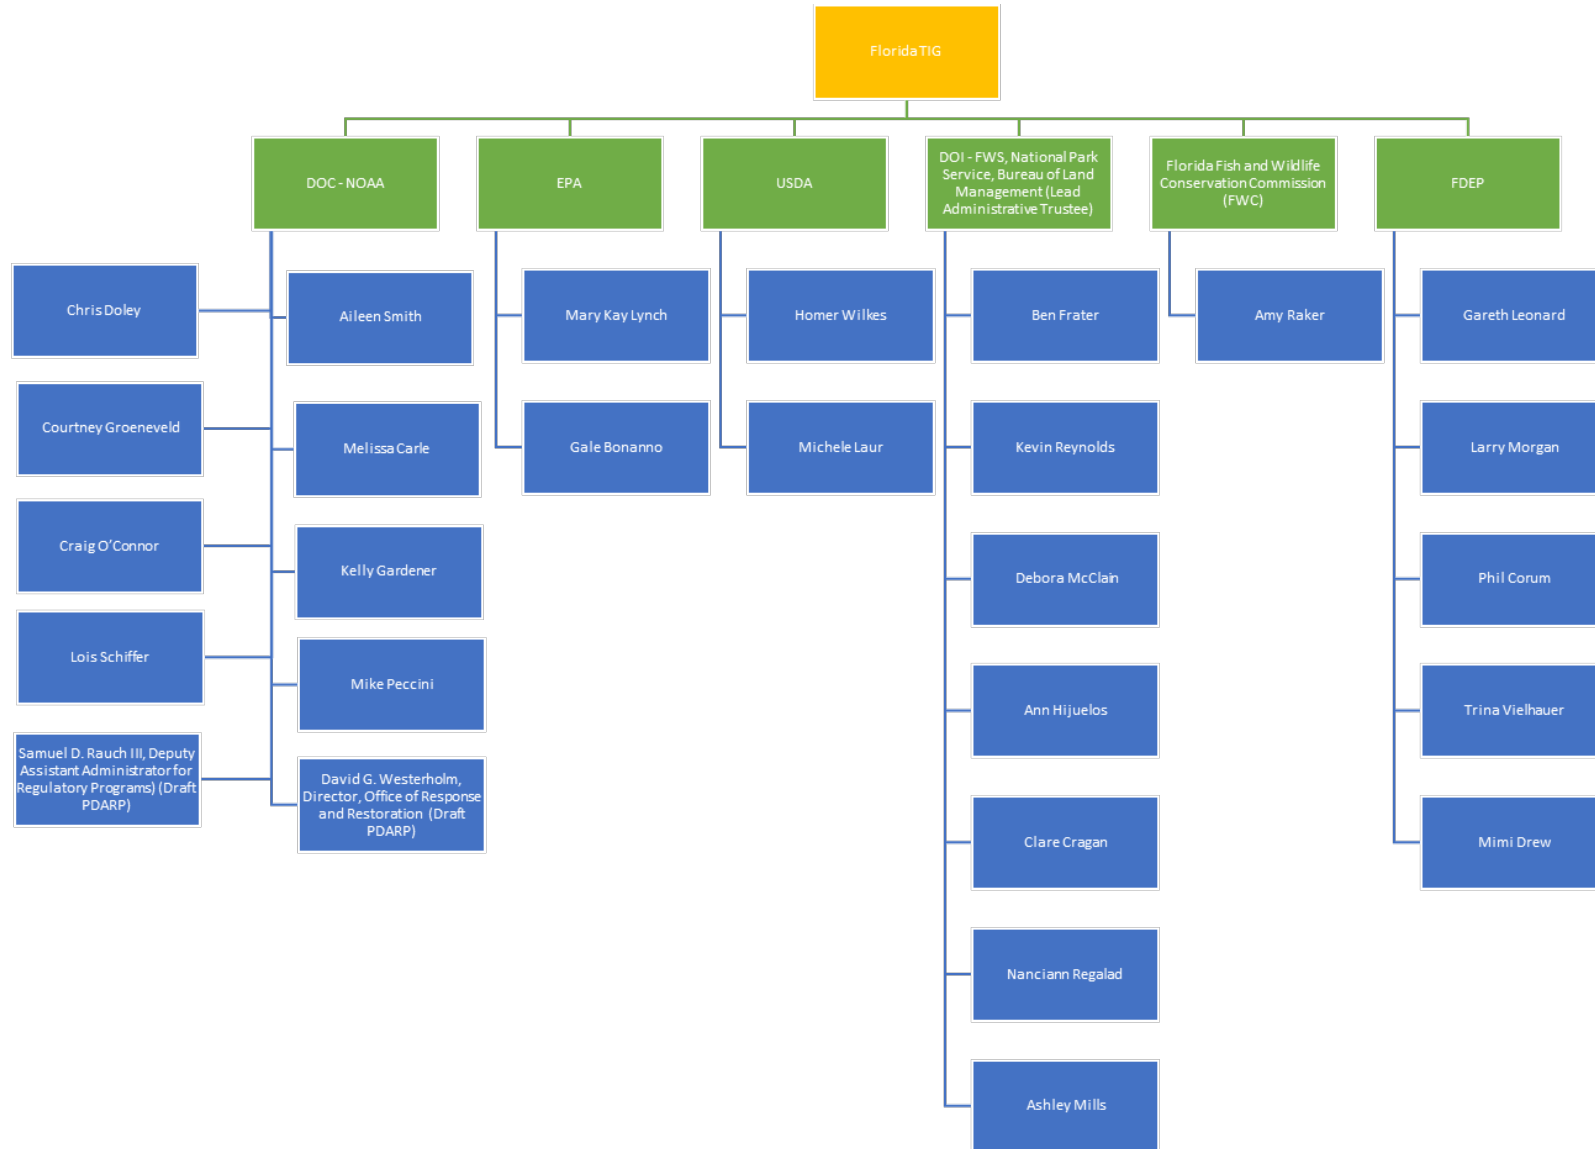 Florida TIG
DOC - NOAA
EPA
USDA
DOI - FWS, National Park
Service, Bureau of Land
Management (Lead
Administrative Trustee)
Florida Fish and Wildlife
Conservation Commission
(FWC)
FDEP
Chris Doley
Aileen Smith
Courtney Groeneveld
Melissa Carle
Craig O’Connor
Kelly Gardener
Lois Schiffer
Mike Peccini
Samuel D. Rauch III, Deputy
Assistant Administrator for
Regulatory Programs) (Draft
PDARP)
David G. Westerholm,
Director, Office of Response
and Restoration (Draft
PDARP)
Mary Kay Lynch
Gale Bonanno
Homer Wilkes
Michele Laur
Ben Frater
Kevin Reynolds
Debora McClain
Ann Hijuelos
Clare Cragan
Nanciann Regalad
Ashley Mills
Amy Raker
Gareth Leonard
Larry Morgan
Phil Corum
Trina Vielhauer
Mimi Drew